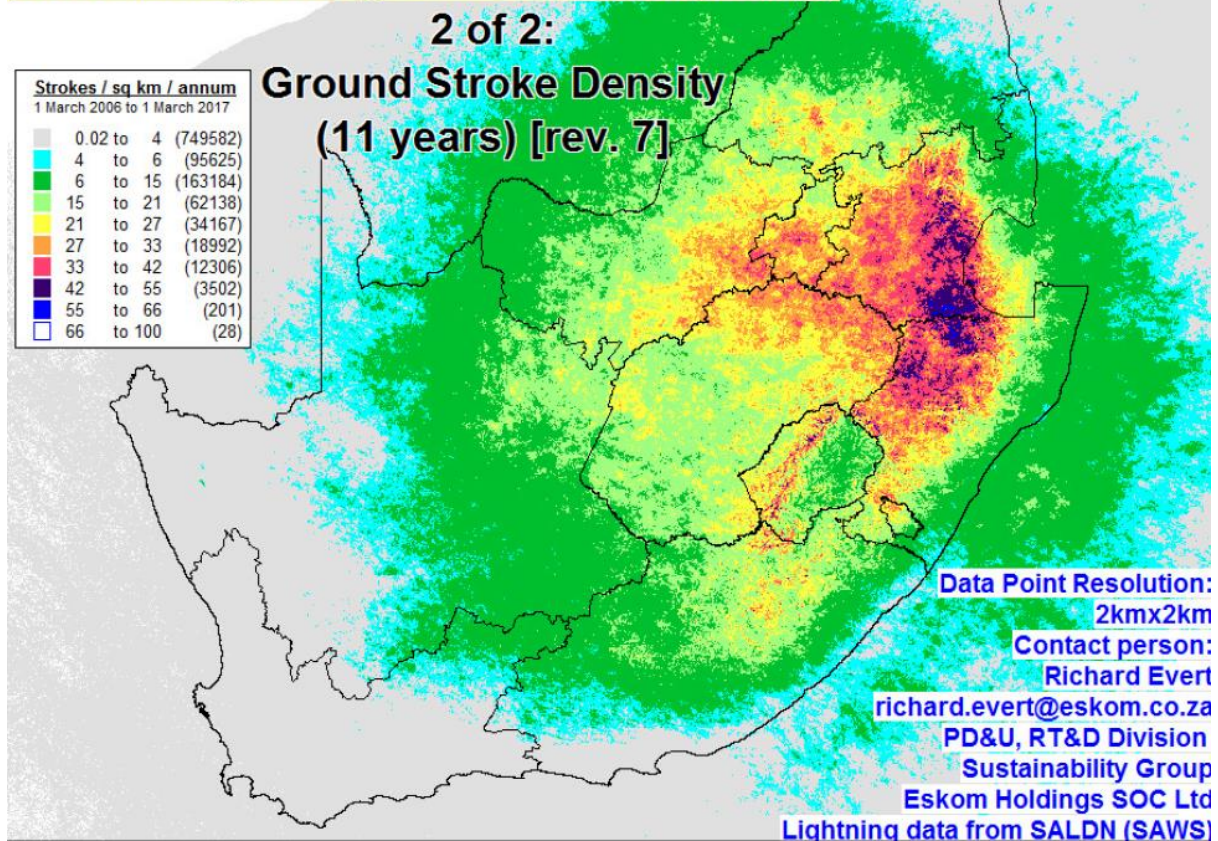 2 of 2:
Ground Stroke Density
(11 years) [rev. 7]
Strokes / sq km / annum
1 March 2006 to 1 March 2017
0.02 to 4 (749582)
4 to 6 (95625)
6 to 15 (163184)
15 to 21 (62138)
21 to 27 (34167)
27 to 33 (18992)
33 to 42 (12306)
42 to 55 (3502)
55 to 66 (201)
66 to 100 (28)
Data Point Resolution:
2kmx2km
Contact person:
Richard Evert
richard.evert@eskom.co.za
PD&U, RT&D Division
Sustainability Group
Eskom Holdings SOC Ltd
Lightning data from SALDN (SAWS)